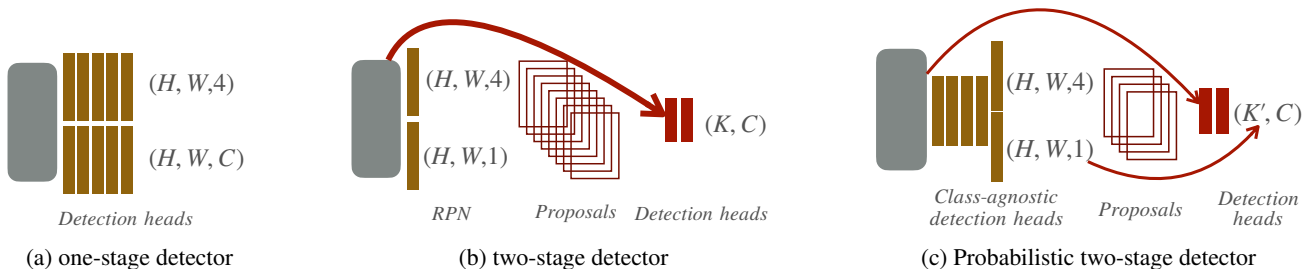 (H, W,4)
(H, W, C)
Detection heads
(a) one-stage detector
(H, W,4)
(H, W,1)
(K, C)
RPN
Proposals
Detection heads
(b) two-stage detector
(H, W,4)
(H, W,1)
(K′, C)
Class-agnostic
detection heads
Proposals
Detection
heads
(c) Probabilistic two-stage detector